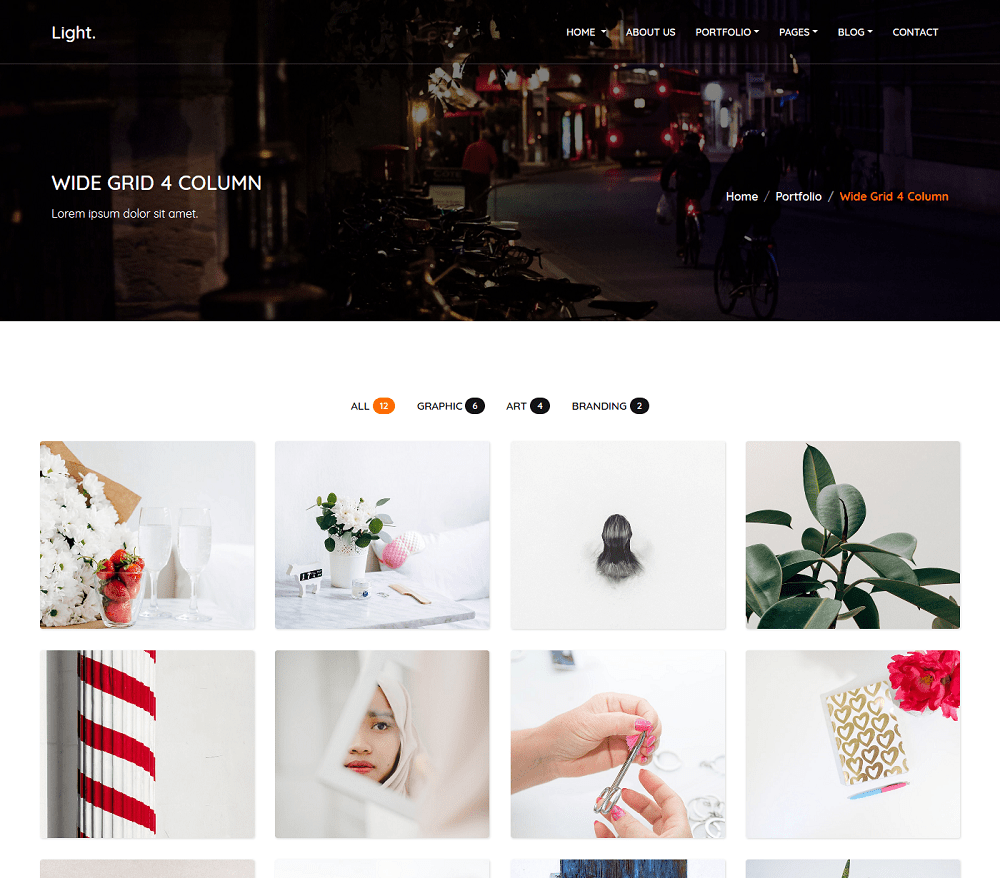 Light.
HOME ABOUT US PORTFOLIO PAGES BLOG CONTACT
WIDE GRID 4 COLUMN
Lorem ipsum dolor sit amet.
Home / Portfolio / Wide Grid 4 Column
ALL 12 GRAPHIC 6 ART 4 BRANDING 2